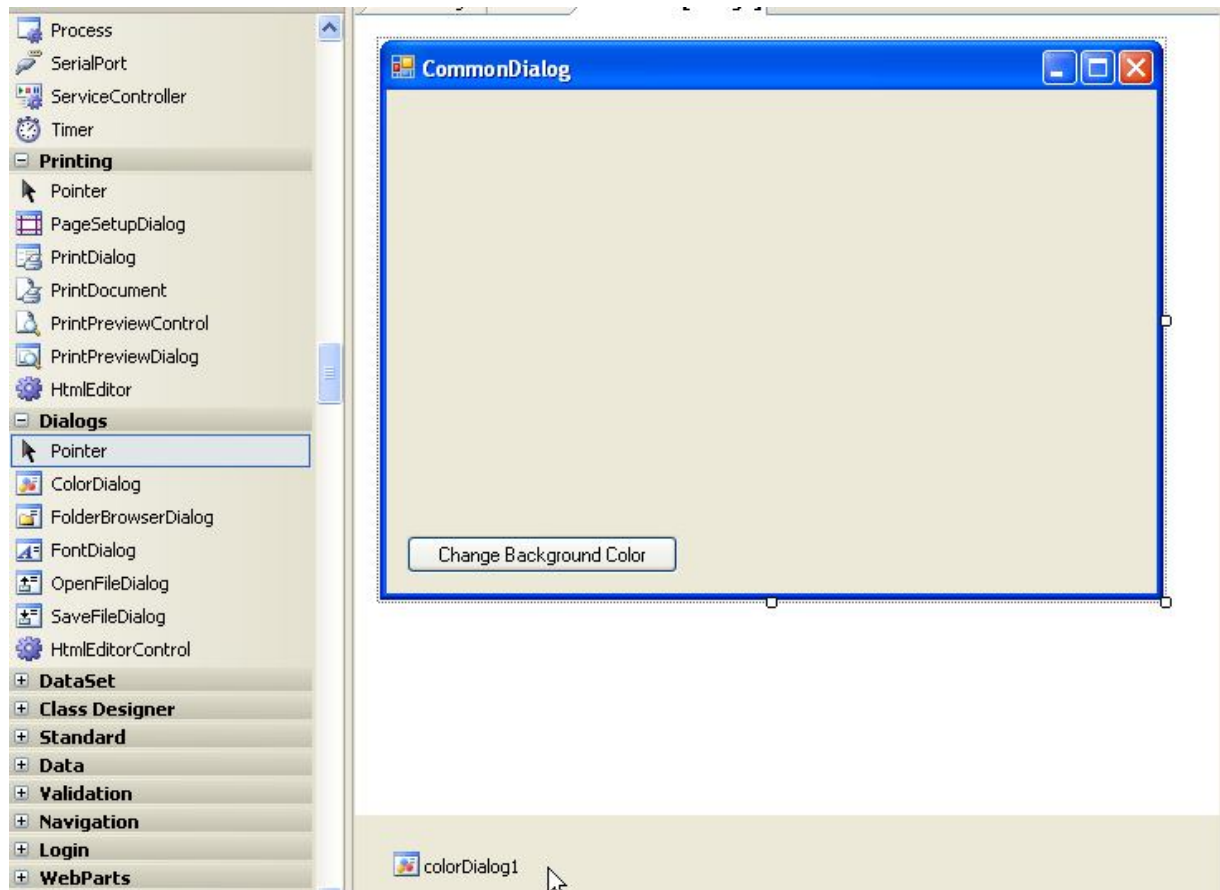 Process
SerialPort
ServiceController
Timer
Printing
Pointer
PageSetupDialog
PrintDialog
PrintDocument
PrintPreviewControl
PrintPreviewDialog
HtmlEditor
Dialogs
Pointer
ColorDialog
FolderBrowserDialog
FontDialog
OpenFileDialog
SaveFileDialog
HtmlEditorControl
DataSet
Class Designer
Standard
Data
Validation
Navigation
Login
WebParts
CommonDialog
Change Background Color
colorDialog1